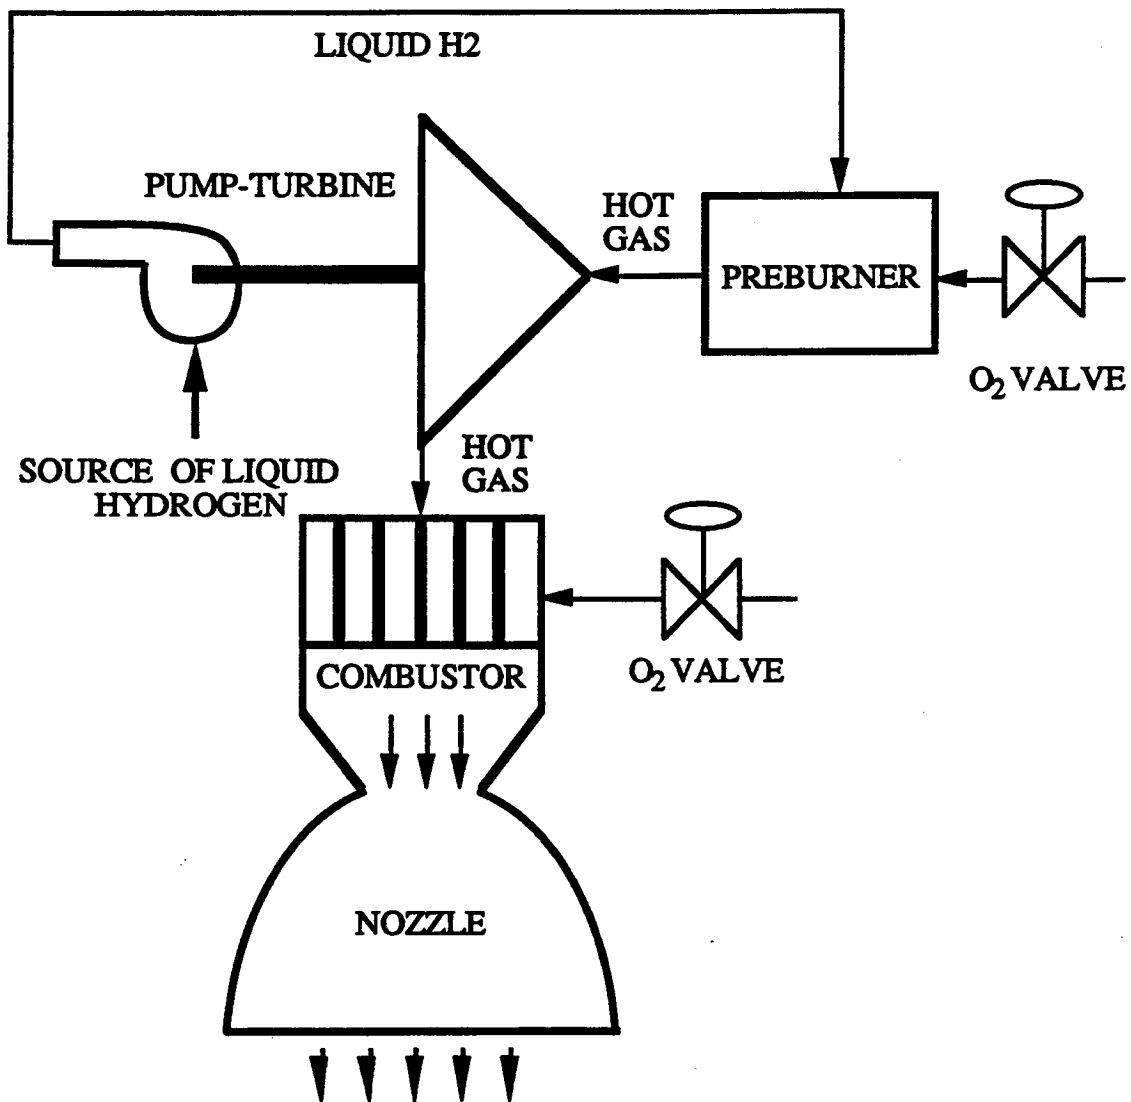 LIQUID H2
PUMP-TURBINE
HOT
GAS
PREBURNER
O₂ VALVE
HOT
GAS
SOURCE OF LIQUID
HYDROGEN
COMBUSTOR
O₂ VALVE
NOZZLE